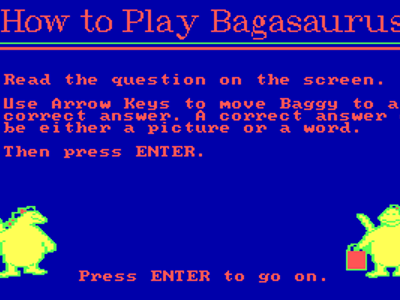 How to Play Bagasaurus
Read the question on the screen.
Use Arrow Keys to move Baggy to a
correct answer. A correct answer
be either a picture or a word.
Then press ENTER.
Press ENTER to go on.